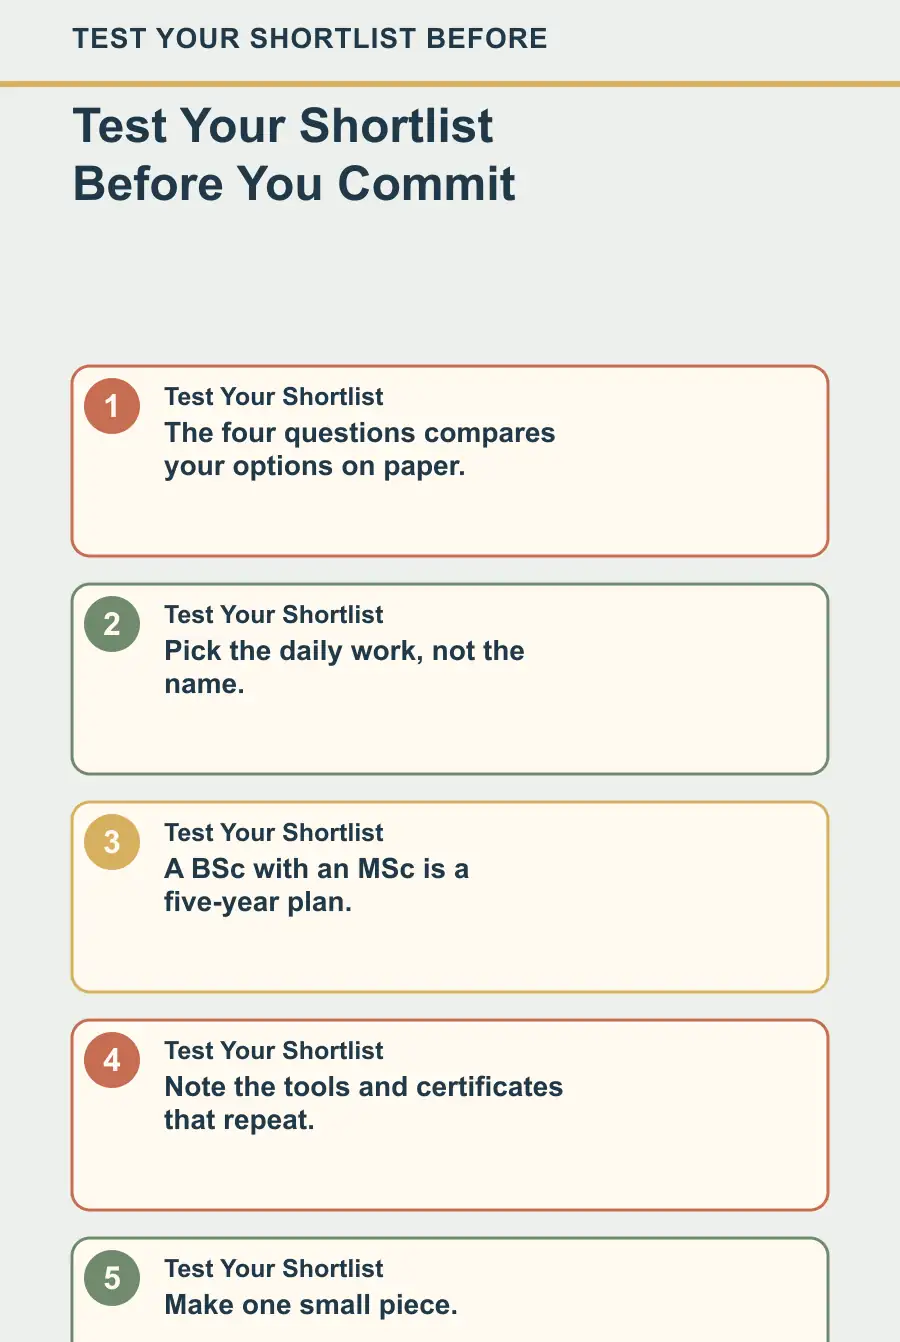 TEST YOUR SHORTLIST BEFORE
Test Your Shortlist
Before You Commit
1
Test Your Shortlist
The four questions compares
your options on paper.
2
Test Your Shortlist
Pick the daily work, not the
name.
3
Test Your Shortlist
A BSc with an MSc is a
five-year plan.
4
Test Your Shortlist
Note the tools and certificates
that repeat.
5
Test Your Shortlist
Make one small piece.